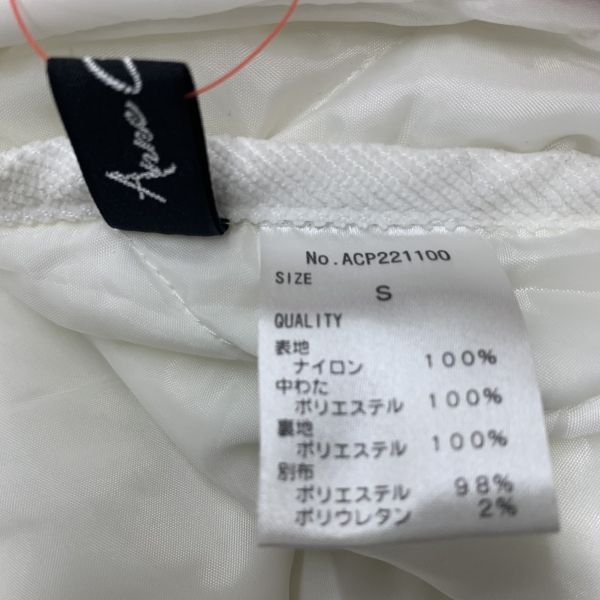 Anne
No.ACP221100
SIZE
S
QUALITY
表地
ナイロン 100%
中わた
ポリエステル 100%
裏地
ポリエステル 100%
別布
ポリエステル 98%
ポリウレタン 2%